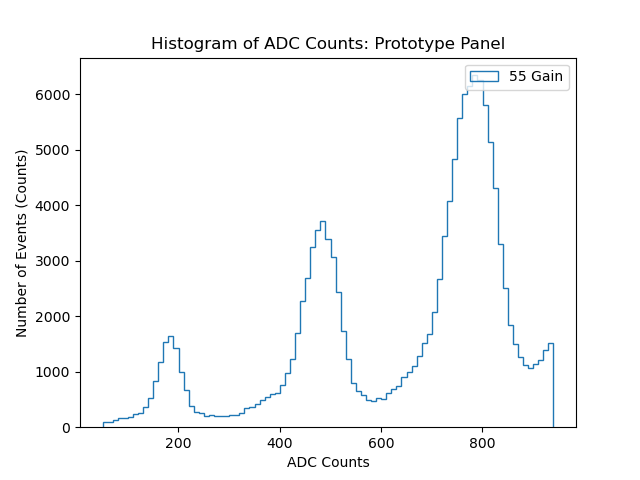 Histogram of ADC Counts: Prototype Panel
55 Gain
Number of Events (Counts)
6000
5000
4000
3000
2000
1000
0
200
400
600
800
ADC Counts